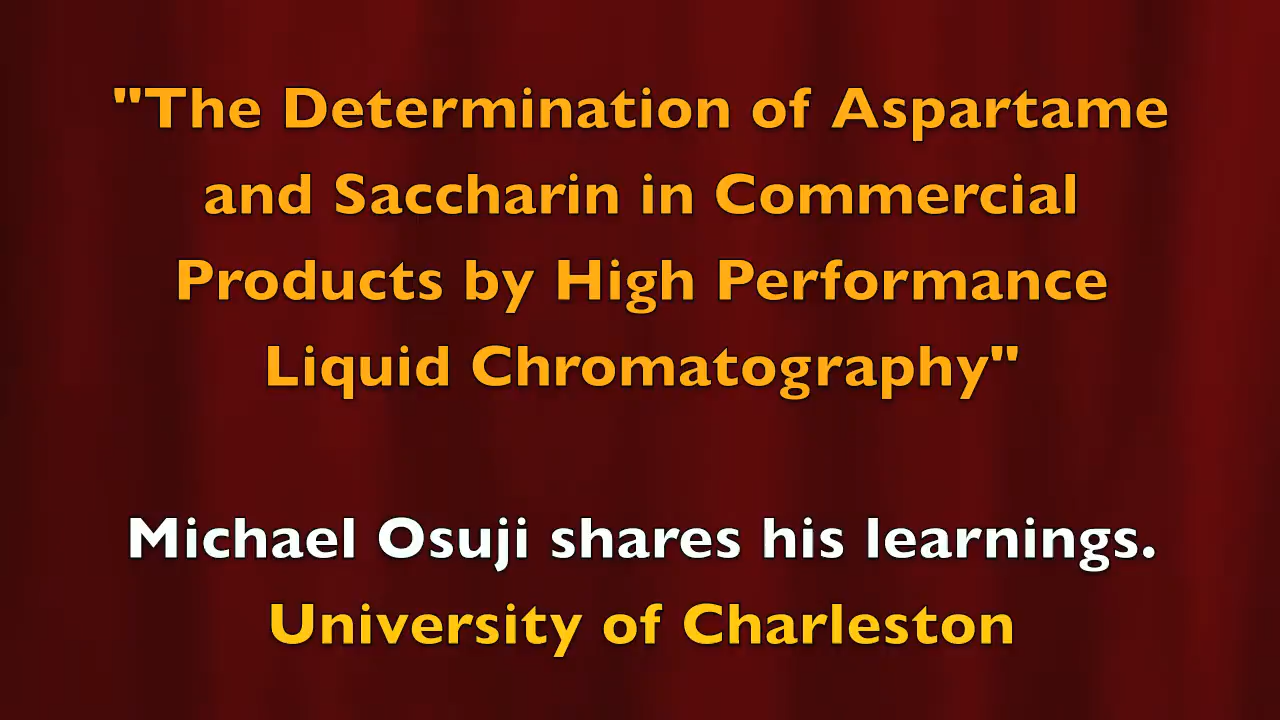 "The Determination of Aspartame
and Saccharin in Commercial
Products by High Performance
Liquid Chromatography"
Michael Osuji shares his learnings.
University of Charleston